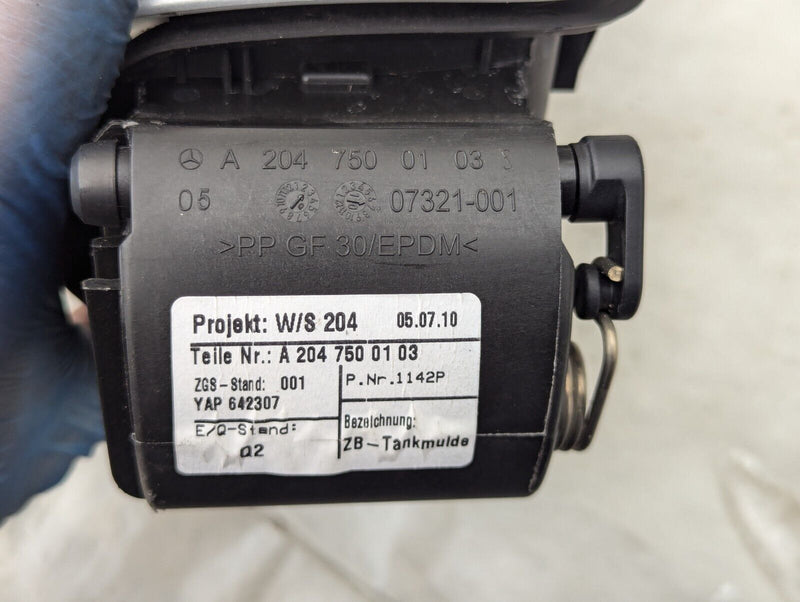 A 204 750 01 03
05 07321-001
>PP GF 30/EPDM<
Projekt: W/S 204 05.07.10
Teile Nr.: A 204 750 01 03
ZGS-Stand: 001
YAP 642307
P.Nr.1142P
E/Q-Stand:
Q2
Bezeichnung:
ZB-Tankmulde